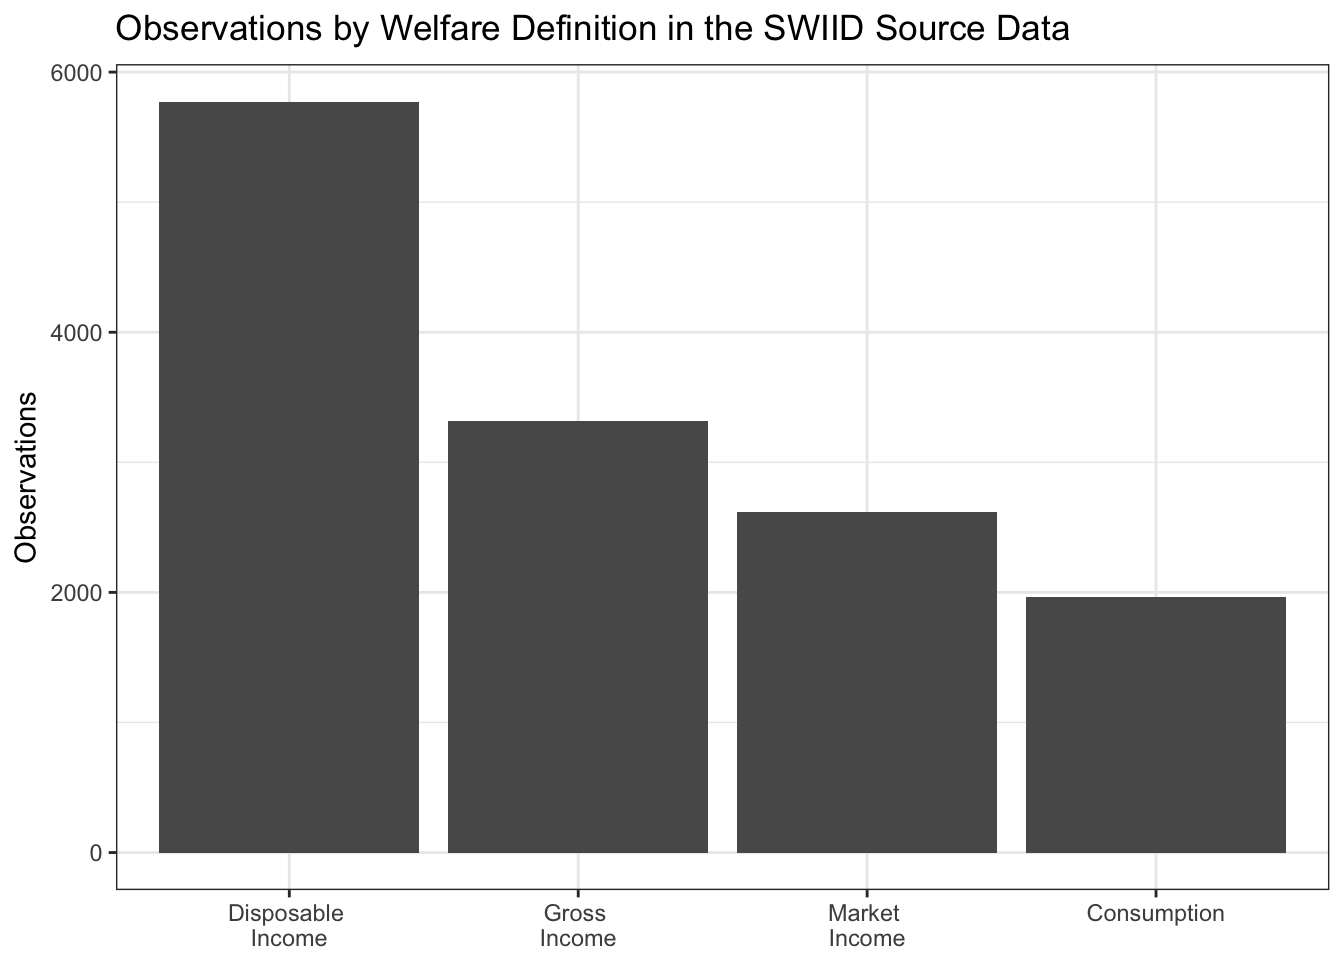 Observations by Welfare Definition in the SWIID Source Data
Observations
6000
4000
2000
0
Disposable
Income
Gross
Income
Market
Income
Consumption